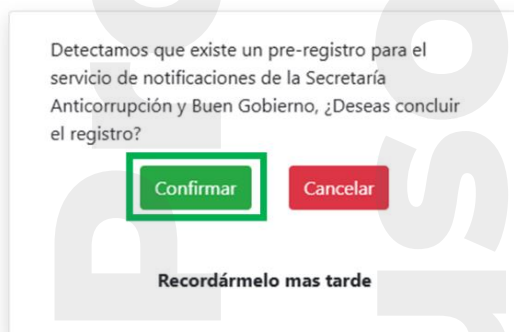 Detectamos que existe un pre-registro para el
servicio de notificaciones de la Secretaría
Anticorrupción y Buen Gobierno, ¿Deseas concluir
el registro?
Confirmar Cancelar
Recordármelo mas tarde